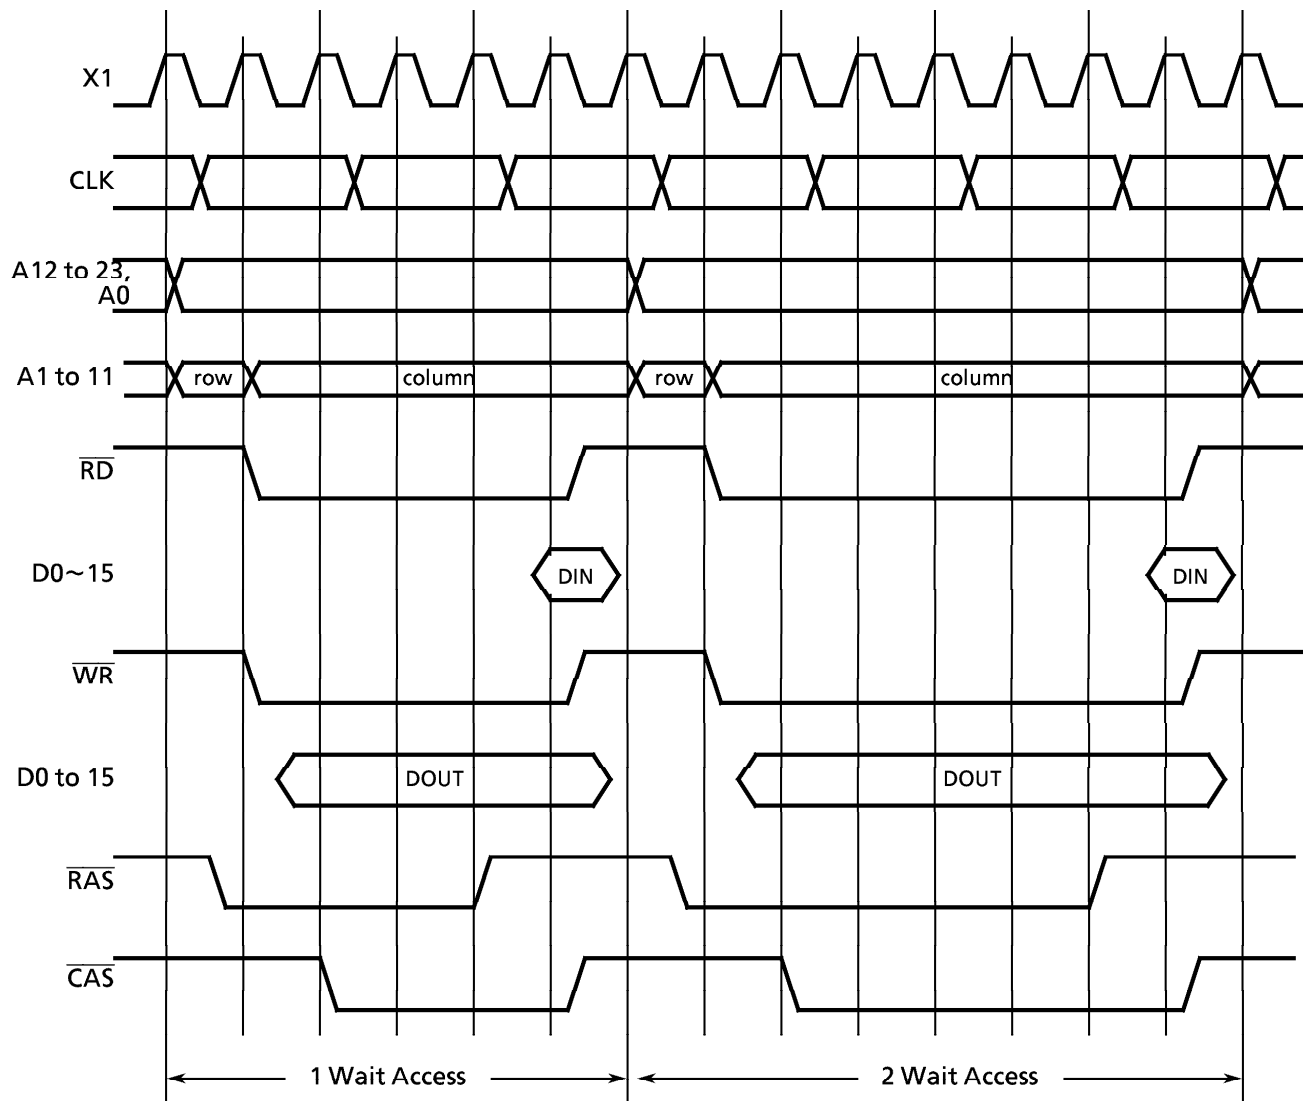 X1
CLK
A12 to 23,
A0
A1 to 11
row
column
row
column
RD
D0~15
DIN
DIN
WR
D0 to 15
DOUT
DOUT
RAS
CAS
1 Wait Access
2 Wait Access